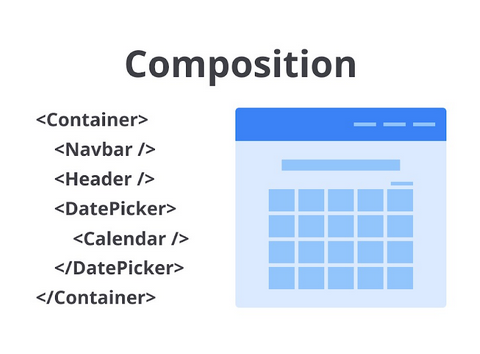 Composition
<Container>
<Navbar />
<Header />
<DatePicker>
<Calendar />
</DatePicker>
</Container>